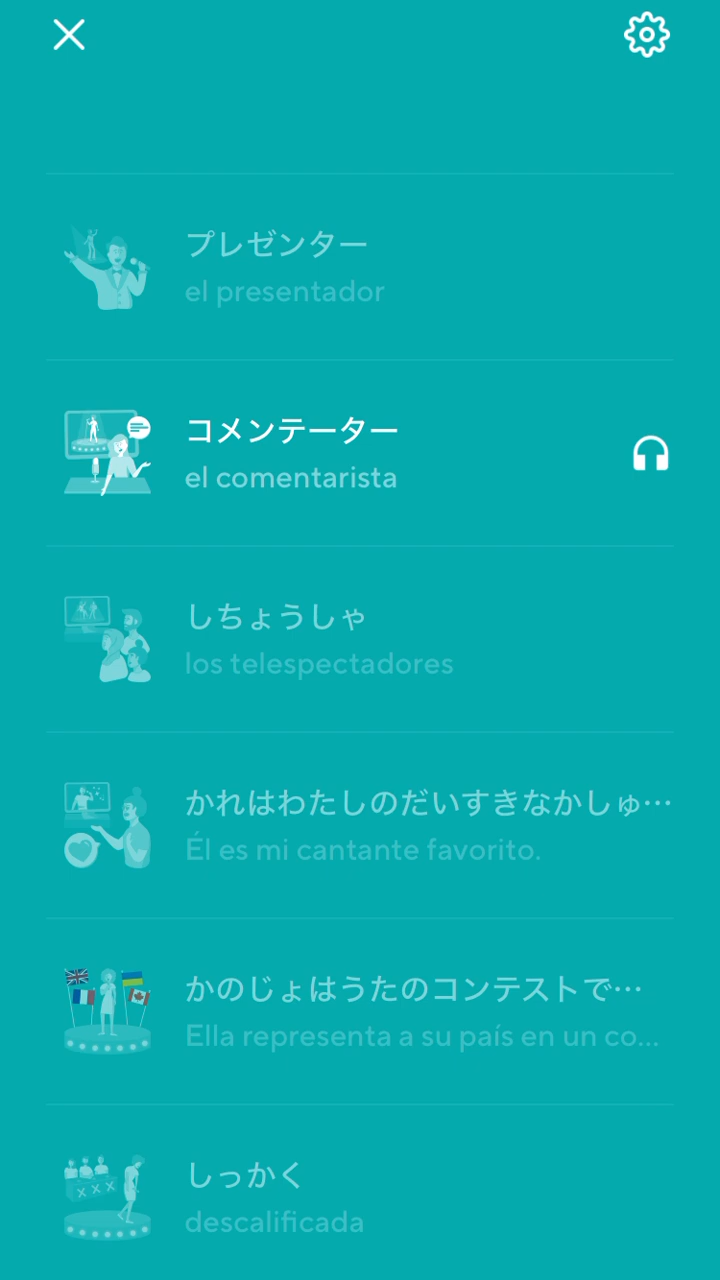 プレゼンター
el presentador
コメンテーター
el comentarista
しちょうしゃ
los telespectadores
かれはわたしのだいすきなかしゅ…
Él es mi cantante favorito.
かのじょはうたのコンテストで…
Ella representa a su país en un co...
しっかく
descalificada